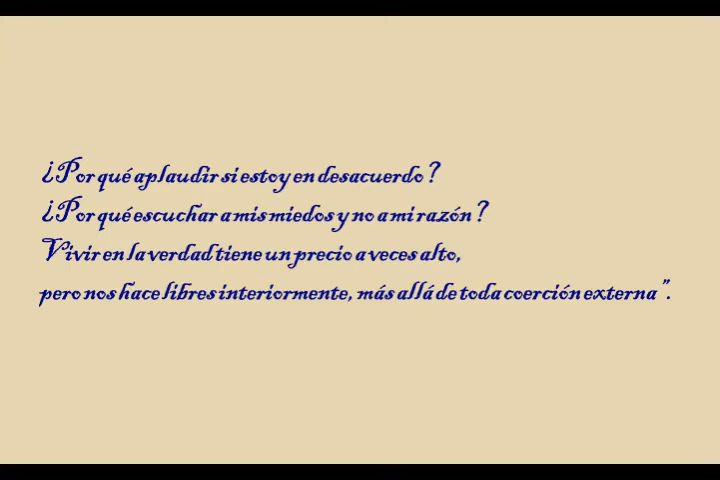 ¿Por qué aplaudir si estoy en desacuerdo?
¿Por qué escuchar a mis miedos y no a mi razón?
Vivir en la verdad tiene un precio a veces alto,
pero nos hace libres interiormente, más allá de toda coerción externa”.